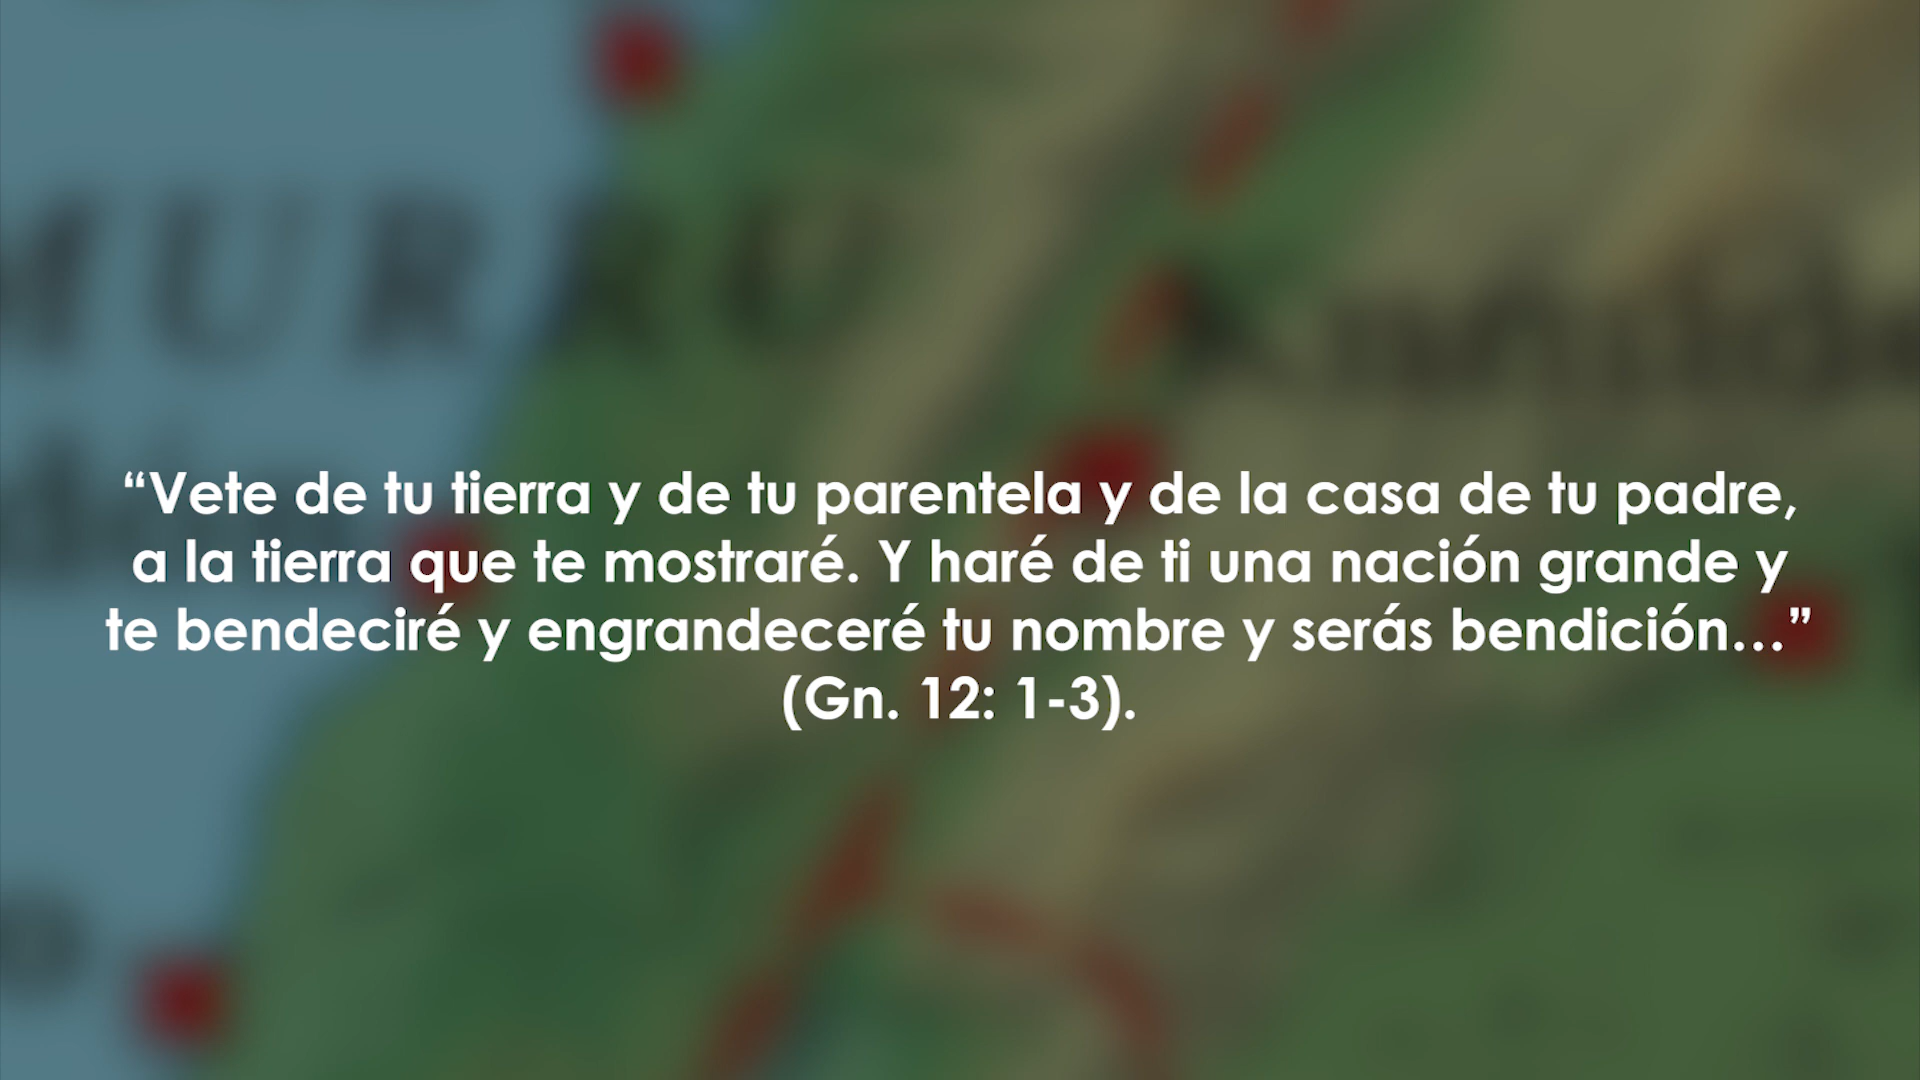 “Vete de tu tierra y de tu parentela y de la casa de tu padre,
a la tierra que te mostraré. Y haré de ti una nación grande y
te bendeciré y engrandeceré tu nombre y serás bendición...”
(Gn. 12: 1-3).